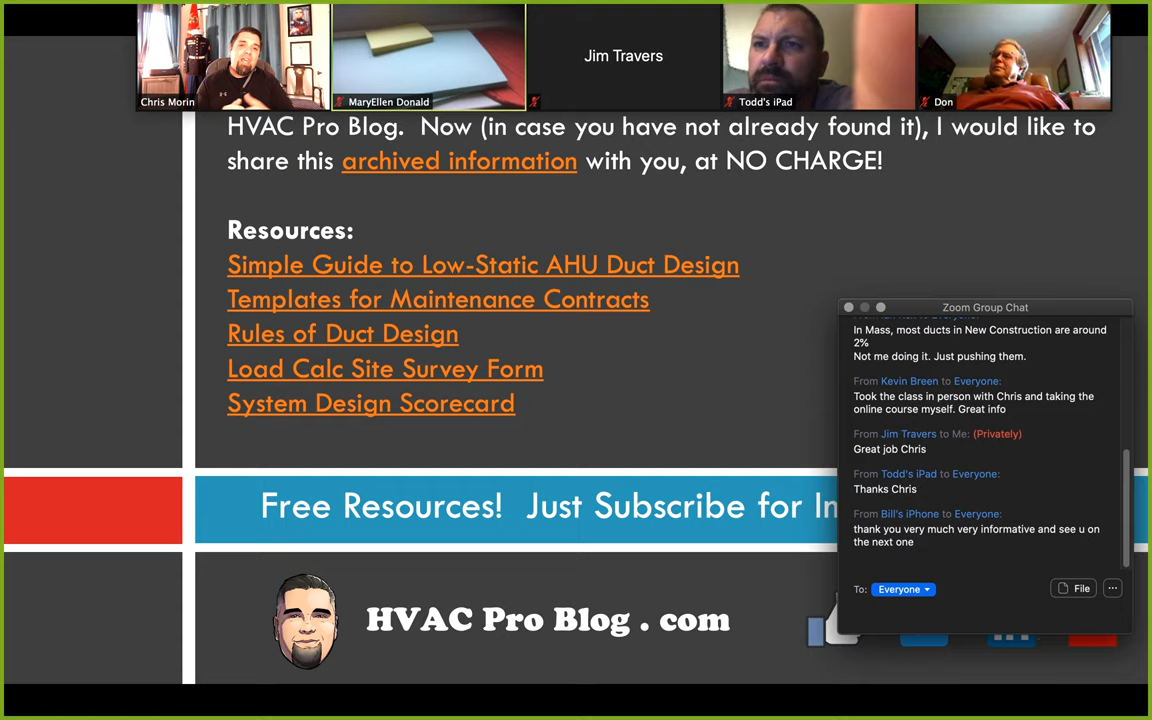 Chris Morin
MaryEllen Donald
Jim Travers
Todd's iPad
Don
HVAC Pro Blog. Now (in case you have not already found it), I would like to
share this archived information with you, at NO CHARGE!
Resources:
Simple Guide to Low-Static AHU Duct Design
Templates for Maintenance Contracts
Rules of Duct Design
Load Calc Site Survey Form
System Design Scorecard
Free Resources! Just Subscribe for
HVAC Pro Blog . com
Zoom Group Chat
In Mass, most ducts in New Construction are around
2%
Not me doing it. Just pushing them.
From Kevin Breen to Everyone:
Took the class in person with Chris and taking the
online course myself. Great info
From Jim Travers to Me: (Privately)
Great job Chris
From Todd's iPad to Everyone:
Thanks Chris
From Bill's iPhone to Everyone:
thank you very much very informative and see u on
the next one
To: Everyone
File